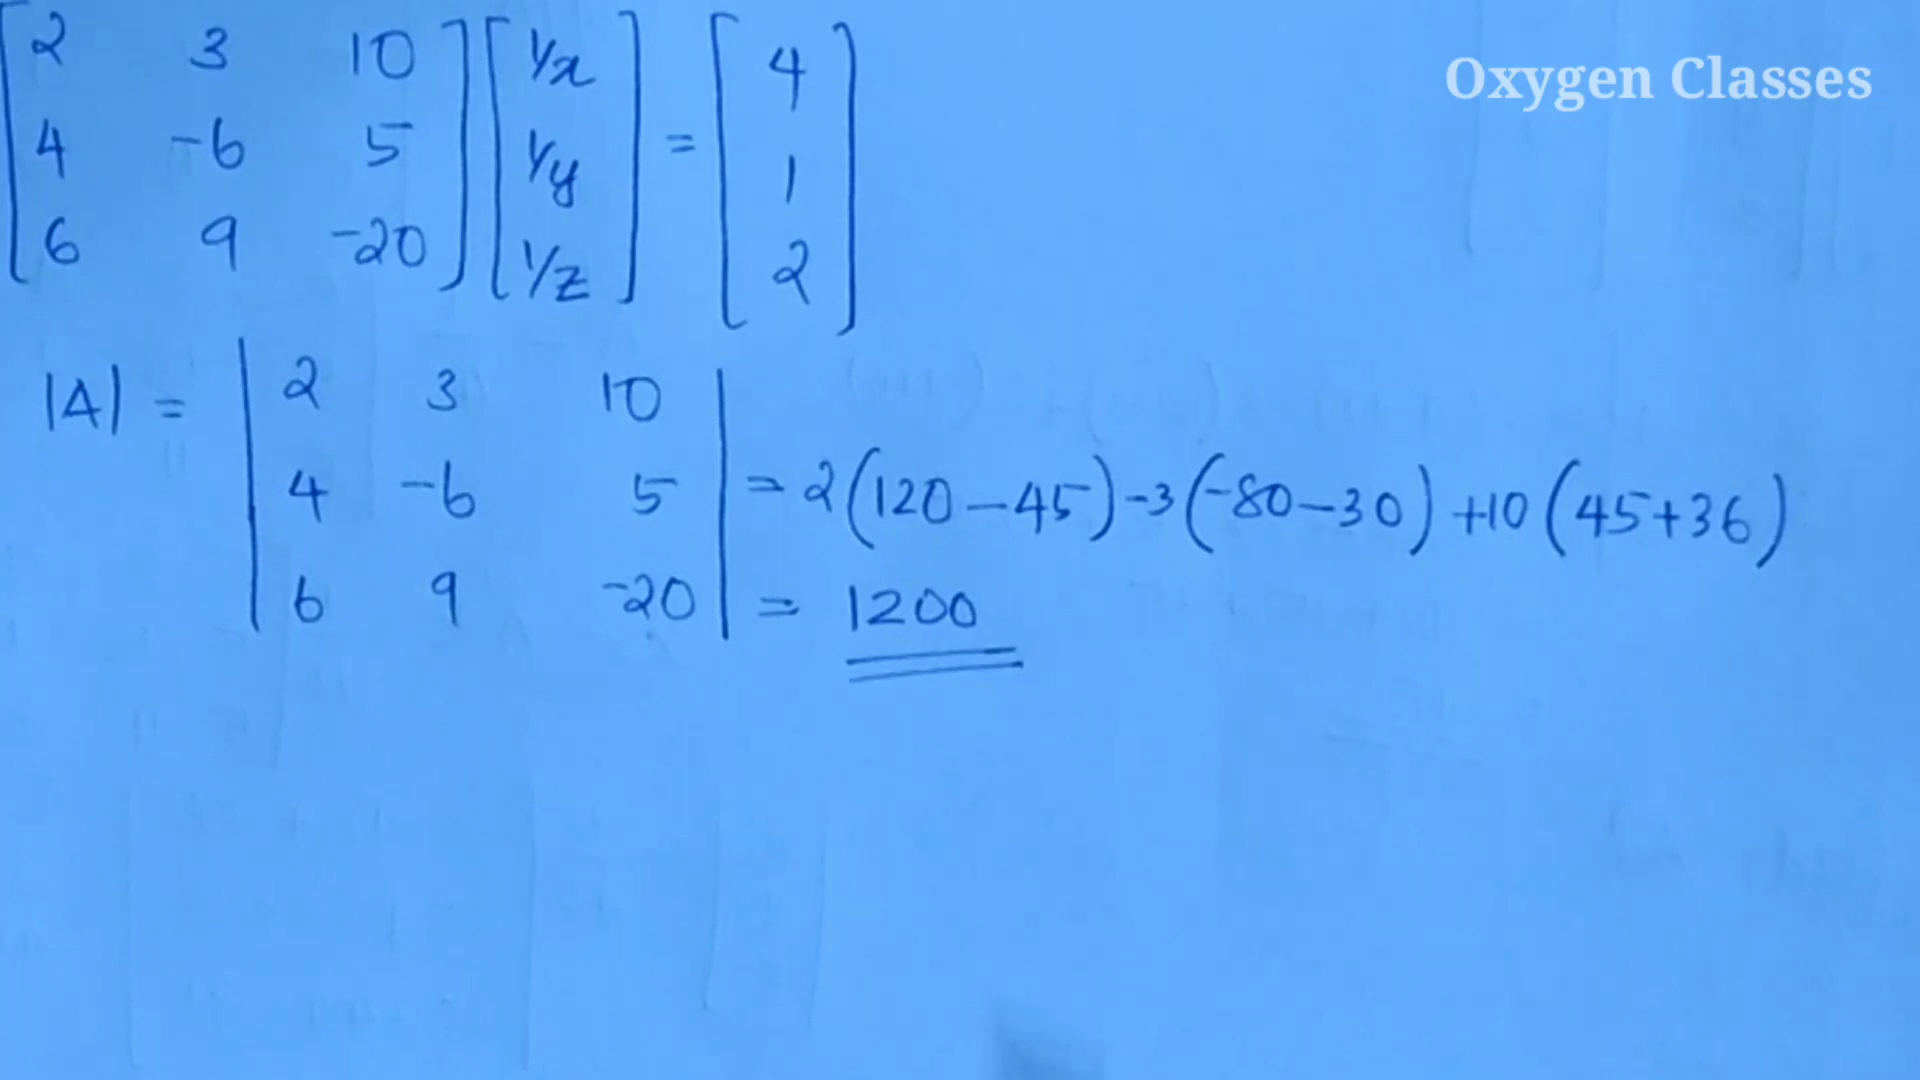 Oxygen Classes
2 3 10 1/x 4
4 -6 5 1/y = 1
6 9 -20 1/z 2
|A| = 2 3 10
4 -6 5 = 2(120-45)-3(-80-30)+10(45+36)
6 9 -20 = 1200